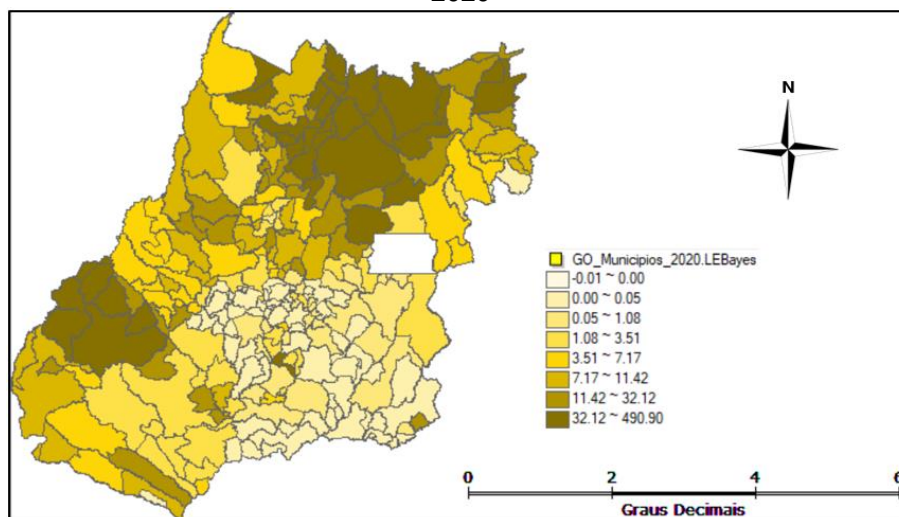 N
GO_Municipios_2020.LEBayes
-0.01 ~ 0.00
0.00 ~ 0.05
0.05 ~ 1.08
1.08 ~ 3.51
3.51 ~ 7.17
7.17 ~ 11.42
11.42 ~ 32.12
32.12 ~ 490.90
0 2 4 6
Graus Decimais